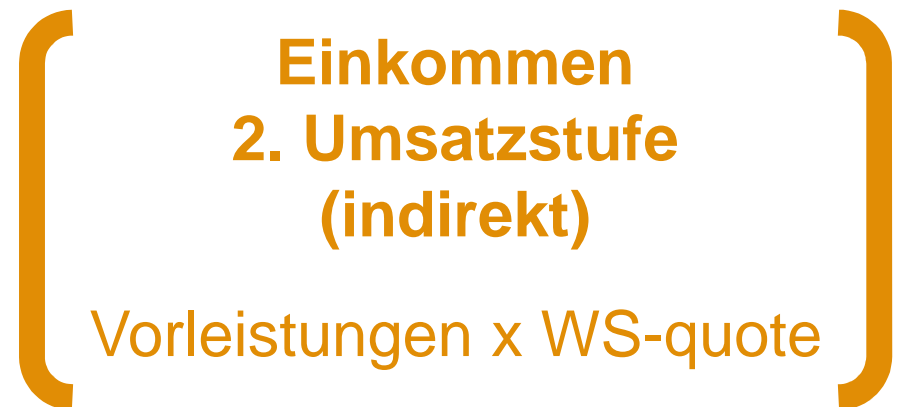 Einkommen
2. Umsatzstufe
(indirekt)
Vorleistungen x WS-quote